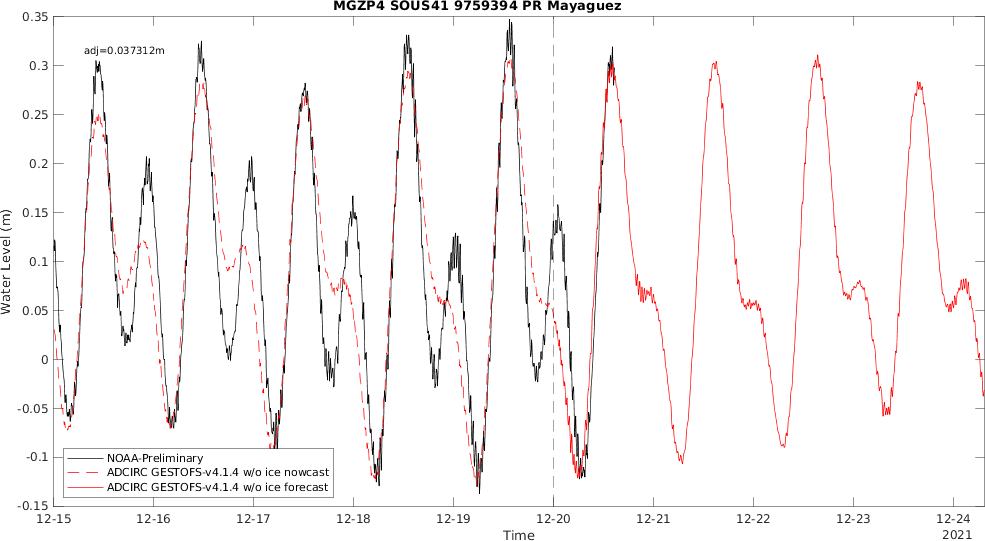 MGZP4 SOUS41 9759394 PR Mayaguez
0.35
0.3
0.25
0.2
0.15
0.1
0.05
0
-0.05
-0.1
-0.15
Water Level (m)
adj=0.037312m
NOAA-Preliminary
ADCIRC GESTOFS-v4.1.4 w/o ice nowcast
ADCIRC GESTOFS-v4.1.4 w/o ice forecast
12-15 12-16 12-17 12-18 12-19 12-20 12-21 12-22 12-23 12-24
Time
2021